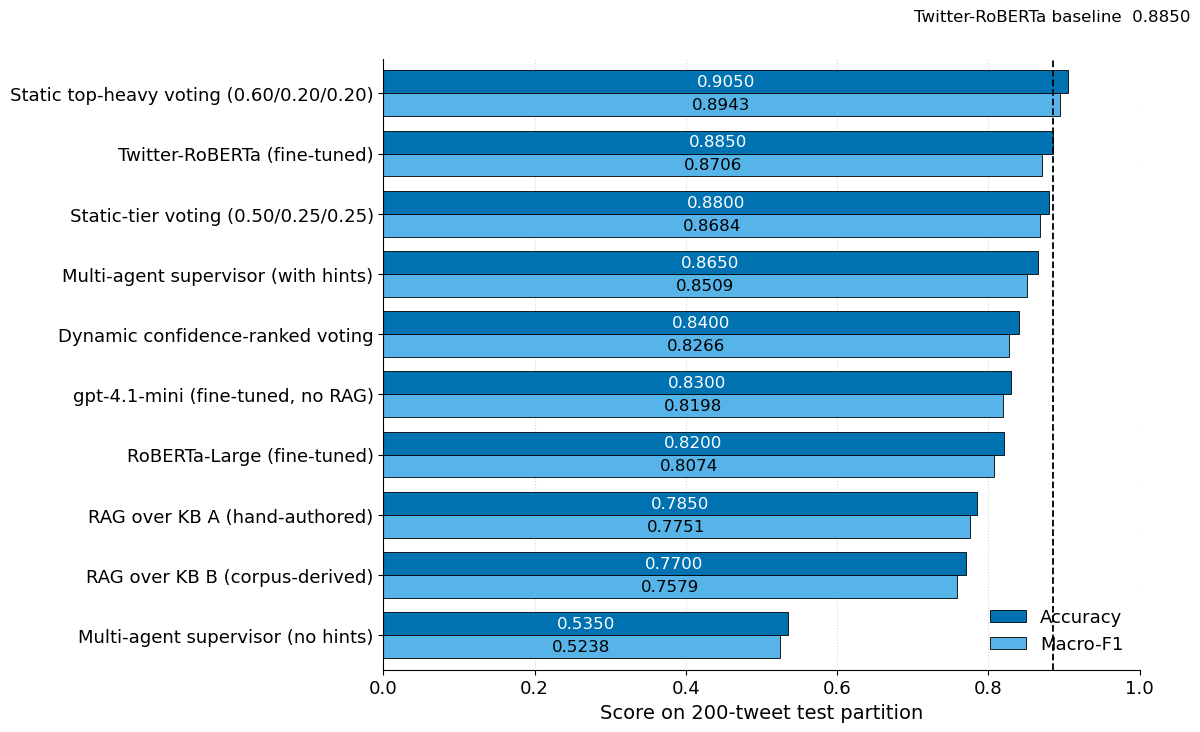 Twitter-RoBERTa baseline  0.8850
Static top-heavy voting (0.60/0.20/0.20)
0.9050
0.8943
Twitter-RoBERTa (fine-tuned)
0.8850
0.8706
Static-tier voting (0.50/0.25/0.25)
0.8800
0.8684
Multi-agent supervisor (with hints)
0.8650
0.8509
Dynamic confidence-ranked voting
0.8400
0.8266
gpt-4.1-mini (fine-tuned, no RAG)
0.8300
0.8198
RoBERTa-Large (fine-tuned)
0.8200
0.8074
RAG over KB A (hand-authored)
0.7850
0.7751
RAG over KB B (corpus-derived)
0.7700
0.7579
Multi-agent supervisor (no hints)
0.5350
0.5238
Accuracy
Macro-F1
0.0 0.2 0.4 0.6 0.8 1.0
Score on 200-tweet test partition